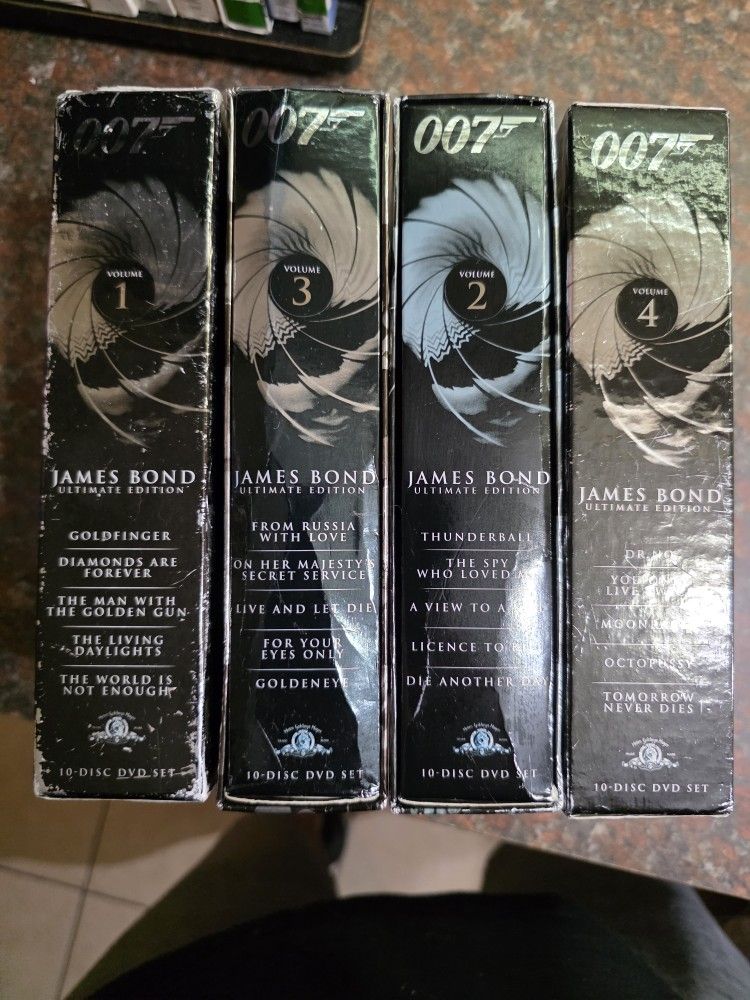 007
VOLUME
1
JAMES BOND
ULTIMATE EDITION
GOLDFINGER
DIAMONDS ARE
FOREVER
THE MAN WITH
THE GOLDEN GUN
THE LIVING
DAYLIGHTS
THE WORLD IS
NOT ENOUGH
10-DISC DVD SET
007
VOLUME
3
JAMES BOND
ULTIMATE EDITION
FROM RUSSIA
WITH LOVE
ON HER MAJESTY'S
SECRET SERVICE
LIVE AND LET DIE
FOR YOUR
EYES ONLY
GOLDENEYE
10-DISC DVD SET
007
VOLUME
2
JAMES BOND
ULTIMATE EDITION
THUNDERBALL
THE SPY
WHO LOVED
A VIEW TO A
LICENCE TO
DIE ANOTHER DAY
10-DISC DVD SET
007
VOLUME
4
JAMES BOND
ULTIMATE EDITION
DR NO
LIVE
OCTOPUSSY
TOMORROW
NEVER DIES
10-DISC DVD SET